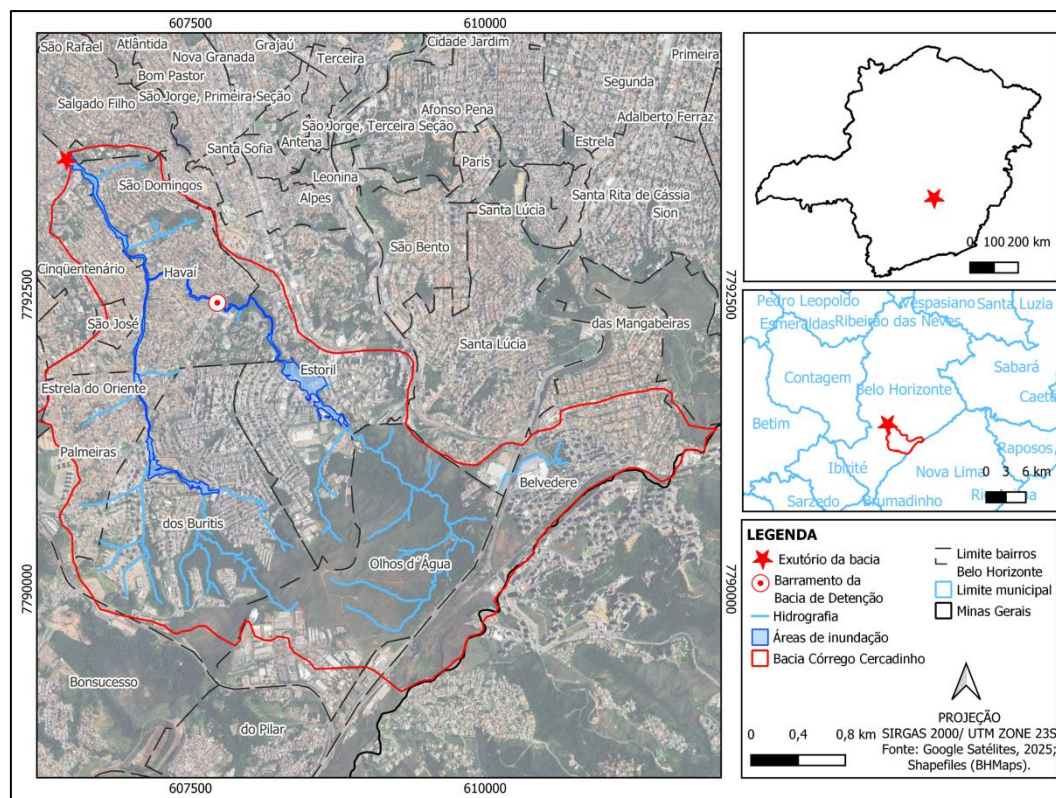 607500
610000
São Rafael
Atlântida
Grajaú
Cidade Jardim
Nova Granada
Terceira
Primeira
Bom Pastor
Segunda
São Jorge, Primeira Seção
Salgado Filho
Afonso Pena
Adalberto Ferraz
São Jorge, Terceira Seção
Antena
Estrela
Santa Sofia
Paris
Leonina
São Domingos
Alpes
Santa Rita de Cássia
Santa Lúcia
Sion
São Bento
Cinqüentenário
Havaí
7792500
7792500
São José
das Mangabeiras
Santa Lúcia
Estoril
Estrela do Oriente
Palmeiras
Belvedere
dos Buritis
Olhos d´Água
7790000
7790000
Bonsucesso
do Pilar
607500
610000
0 100 200 km
Pedro Leopoldo
Vespasiano
Santa Luzia
Esmeraldas
Ribeirão das Neves
Sabará
Contagem
Belo Horizonte
Caeté
Betim
Raposos
Ibirité
Nova Lima
0 3 6 km
Sarzedo
Brumadinho
LEGENDA
Exutório da bacia
Barramento da
Bacia de Detenção
Hidrografia
Áreas de inundação
Bacia Córrego Cercadinho
Limite bairros
Belo Horizonte
Limite municipal
Minas Gerais
0 0,4 0,8 km
PROJEÇÃO
SIRGAS 2000/ UTM ZONE 23S
Fonte: Google Satélites, 2025;
Shapefiles (BHMaps).